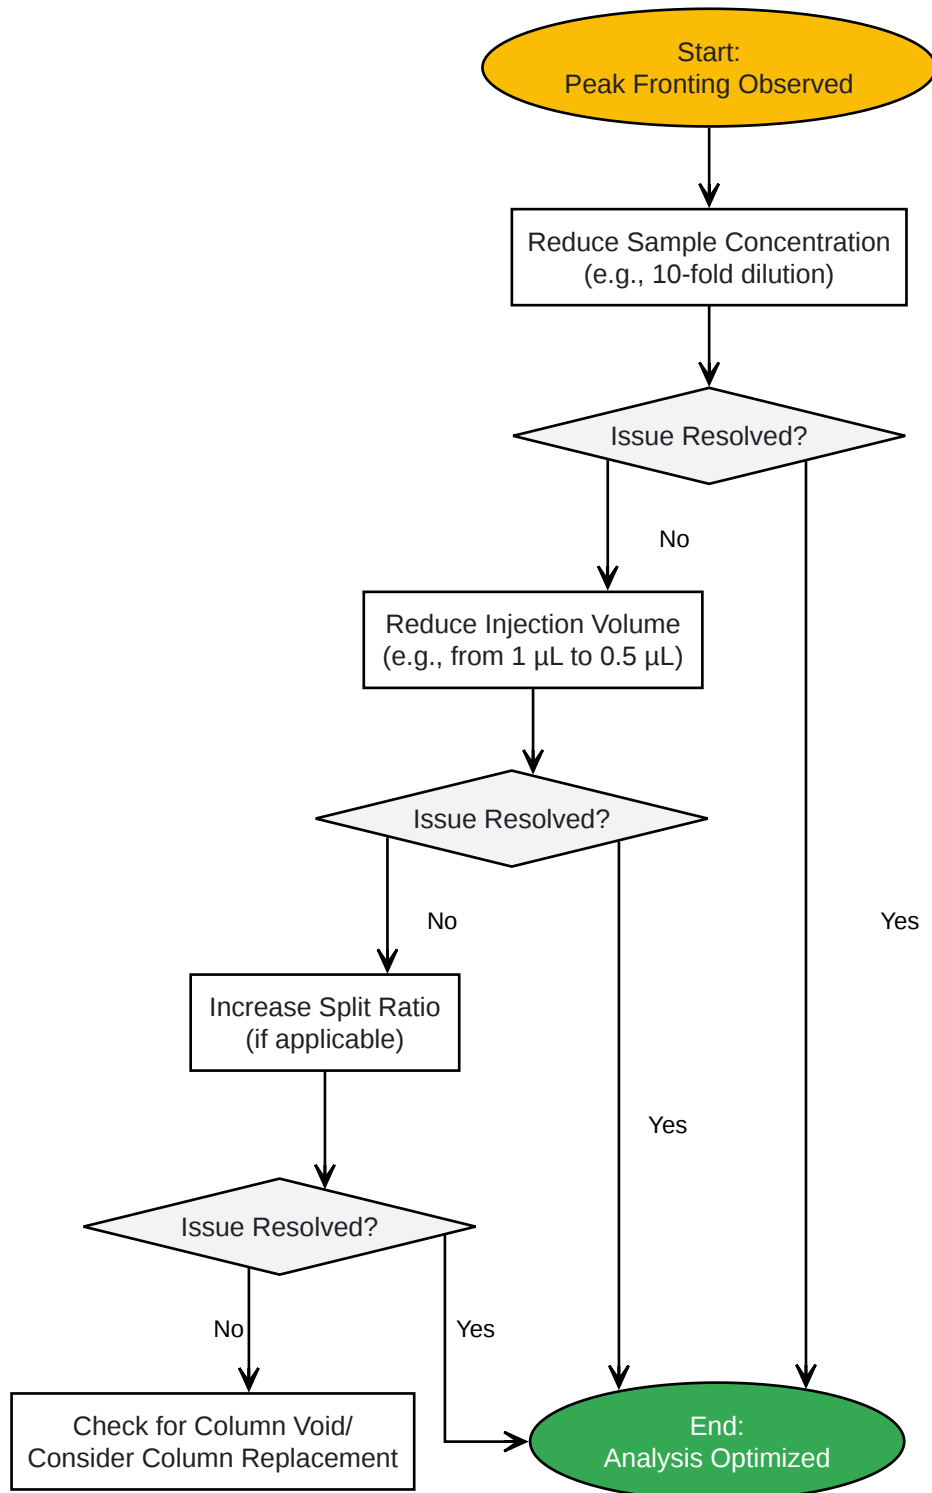 Start:
Peak Fronting Observed
Reduce Sample Concentration
(e.g., 10-fold dilution)
Issue Resolved?
No
Reduce Injection Volume
(e.g., from 1 µL to 0.5 µL)
Issue Resolved?
No
Yes
Increase Split Ratio
(if applicable)
Yes
Issue Resolved?
No
Yes
Check for Column Void/
Consider Column Replacement
End:
Analysis Optimized